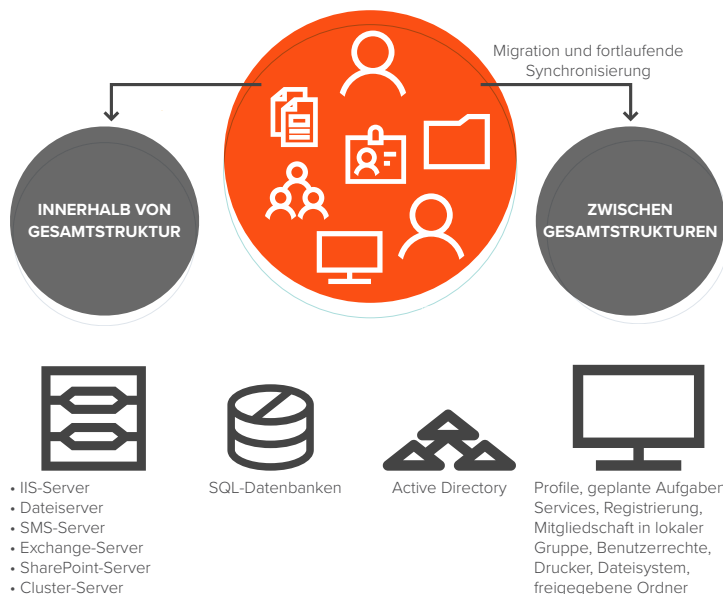 Migration und fortlaufende
Synchronisierung
INNERHALB VON
GESAMTSTRUKTUR
ZWISCHEN
GESAMTSTRUKTUREN
• IIS-Server
• Dateiserver
• SMS-Server
• Exchange-Server
• SharePoint-Server
• Cluster-Server
SQL-Datenbanken
Active Directory
Profile, geplante Aufgaben
Services, Registrierung,
Mitgliedschaft in lokaler
Gruppe, Benutzerrechte,
Drucker, Dateisystem,
freigegebene Ordner